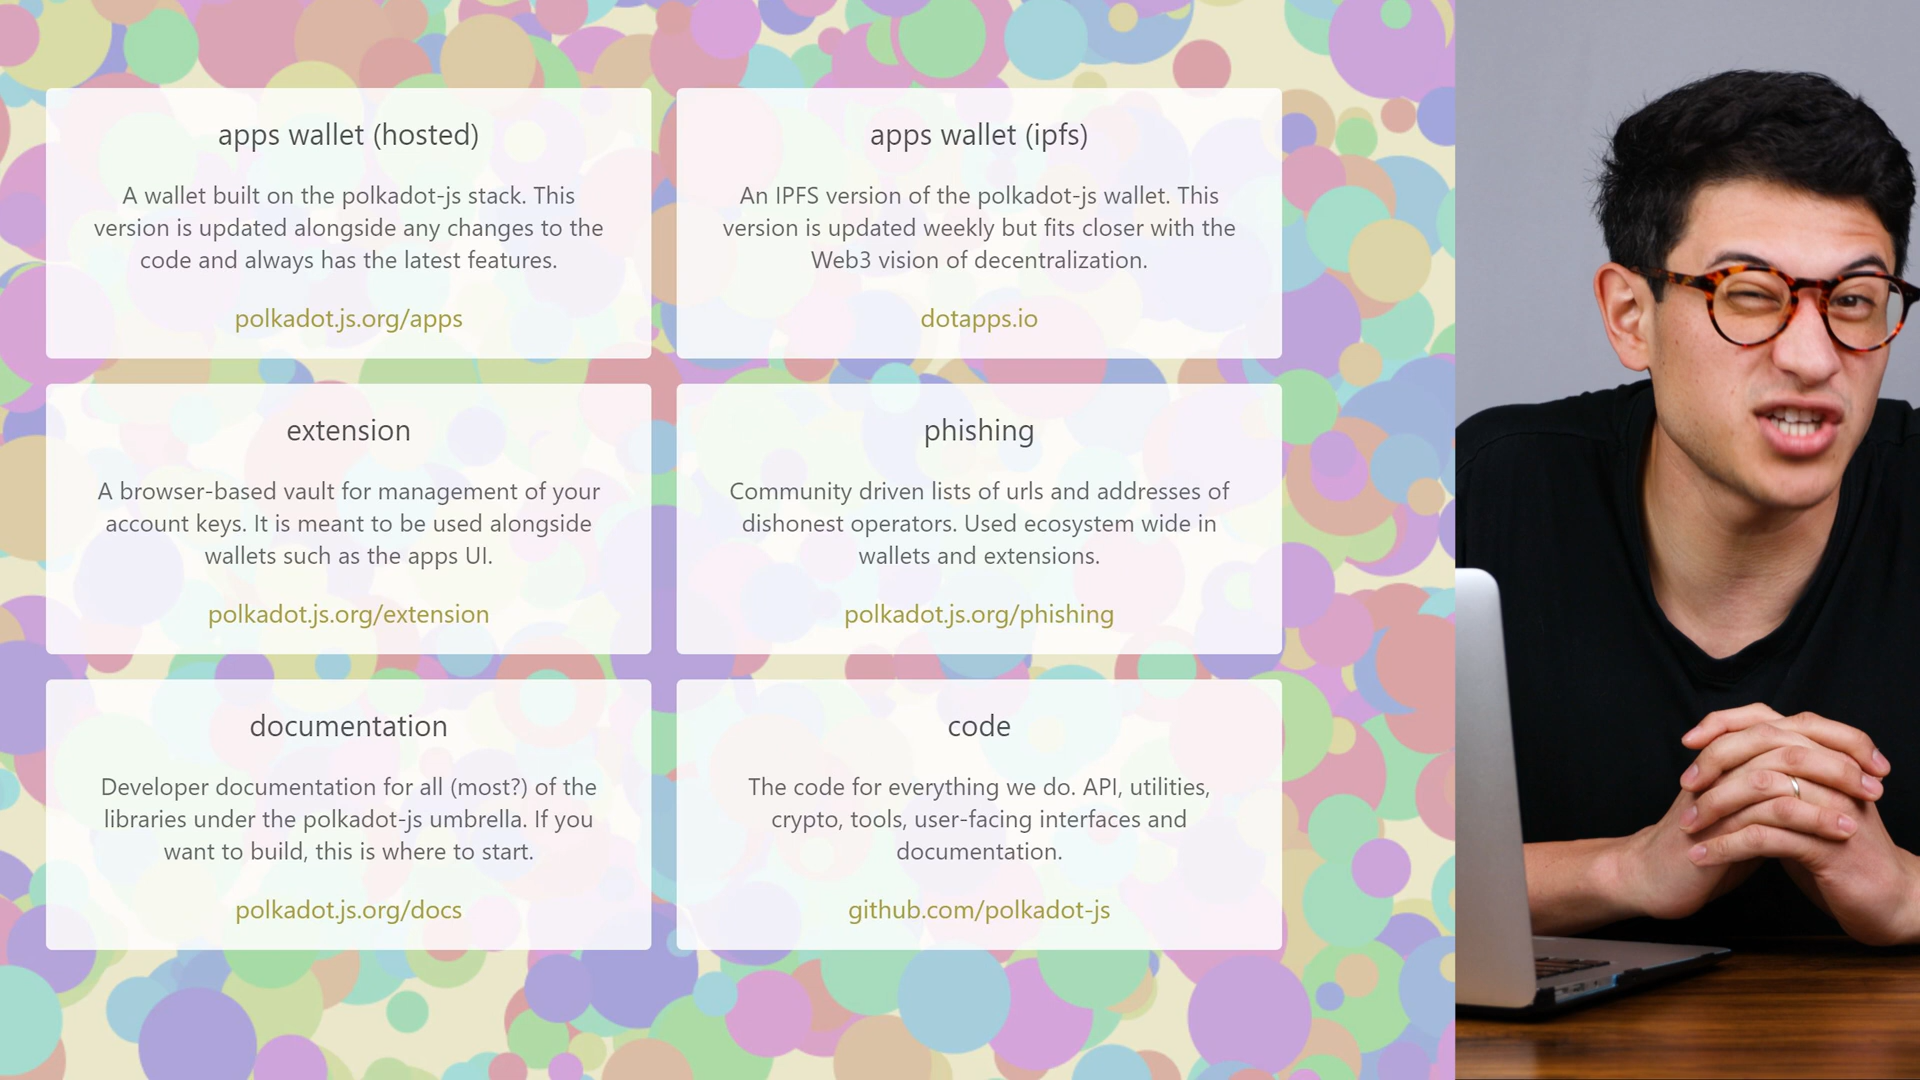 apps wallet (hosted)
A wallet built on the polkadot-js stack. This
version is updated alongside any changes to the
code and always has the latest features.
polkadot.js.org/apps
apps wallet (ipfs)
An IPFS version of the polkadot-js wallet. This
version is updated weekly but fits closer with the
Web3 vision of decentralization.
dotapps.io
extension
A browser-based vault for management of your
account keys. It is meant to be used alongside
wallets such as the apps UI.
polkadot.js.org/extension
phishing
Community driven lists of urls and addresses of
dishonest operators. Used ecosystem wide in
wallets and extensions.
polkadot.js.org/phishing
documentation
Developer documentation for all (most?) of the
libraries under the polkadot-js umbrella. If you
want to build, this is where to start.
polkadot.js.org/docs
code
The code for everything we do. API, utilities,
crypto, tools, user-facing interfaces and
documentation.
github.com/polkadot-js